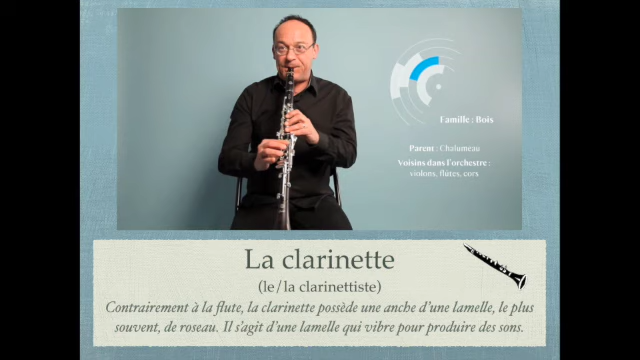 Famille : Bois
Parent : Chalumeau
Voisins dans l'orchestre :
violons, flûtes, cors
La clarinette
(le/la clarinettiste)
Contrairement à la flute, la clarinette possède une anche d'une lamelle, le plus
souvent, de roseau. Il s'agit d'une lamelle qui vibre pour produire des sons.